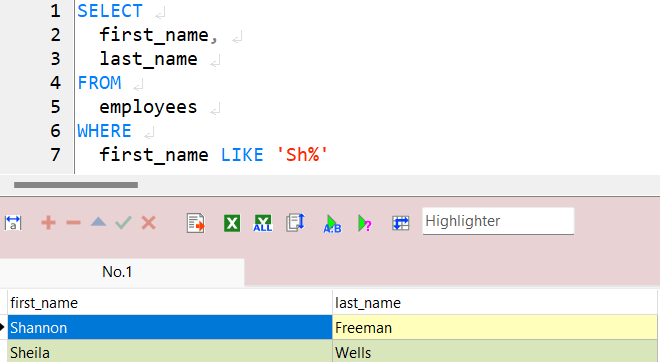 1 SELECT
2 first_name,
3 last_name
4 FROM
5 employees
6 WHERE
7 first_name LIKE 'Sh%'
a X ALL A:B ? Highlighter
No.1
first_name last_name
Shannon Freeman
Sheila Wells